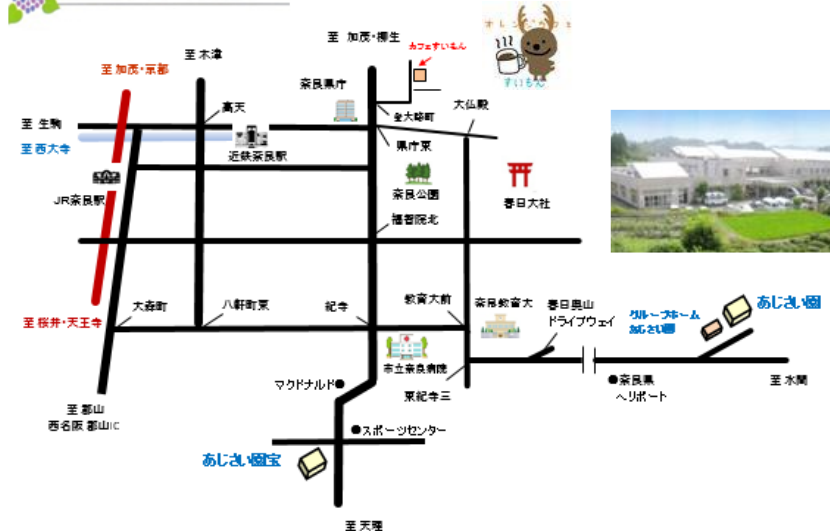 オレンジカフェ
すいもん
至 加茂・柳生
カフェすいもん
至 木津
至 加茂・京都
奈良県庁
大仏殿
高天
登大路町
至 生駒
県庁東
至 西大寺
近鉄奈良駅
奈良公園
JR奈良駅
春日大社
福智院北
大森町
八軒町東
紀寺
教育大前
奈良教育大
春日奥山
ドライブウェイ
グループホーム
あじさい園
あじさい園
至 桜井・天王寺
市立奈良病院
マクドナルド
東紀寺三
奈良県
ヘリポート
至 水間
至 郡山
西名阪 郡山IC
スポーツセンター
あじさい園宝
至 天理